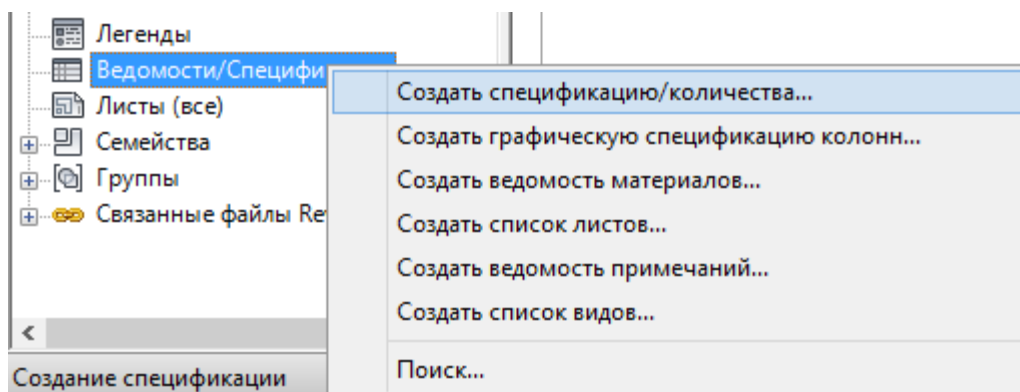 Легенды
Ведомости/Специфи
Листы (все)
Семейства
Группы
Связанные файлы Re
Создание спецификации
Создать спецификацию/количества...
Создать графическую спецификацию колонн...
Создать ведомость материалов...
Создать список листов...
Создать ведомость примечаний...
Создать список видов...
Поиск...